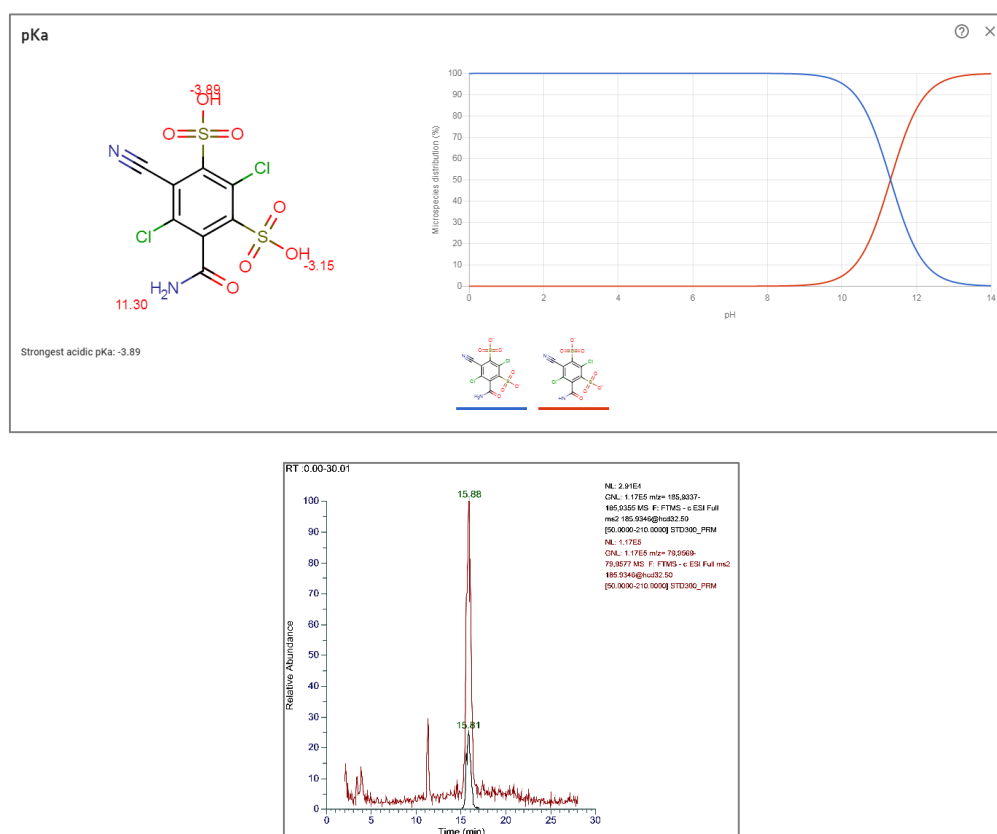 pKa
-3.89
OH
O
S
O
N
Cl
Cl
O
S
OH
O
-3.15
H2N
O
11.30
Strongest acidic pKa: -3.89
Microspecies distribution (%)
100
90
80
70
60
50
40
30
20
10
0
0 2 4 6 8 10 12 14
pH
RT :0.00-30.01
15.88
15.81
Relative Abundance
100
90
80
70
60
50
40
30
20
10
0
0 5 10 15 20 25 30
Time (min)
NL: 2.91E4
GNL: 1.17E5 m/z= 185,9337-
185,9355 MS F: FTMS - c ESI Full
ms2 185.9346@hcd32.50
[50.0000-210.0000] STD300_PRM
NL: 1.17E5
GNL: 1.17E5 m/z= 79,9569-
79,9577 MS F: FTMS - c ESI Full ms2
185.9346@hcd32.50
[50.0000-210.0000] STD300_PRM